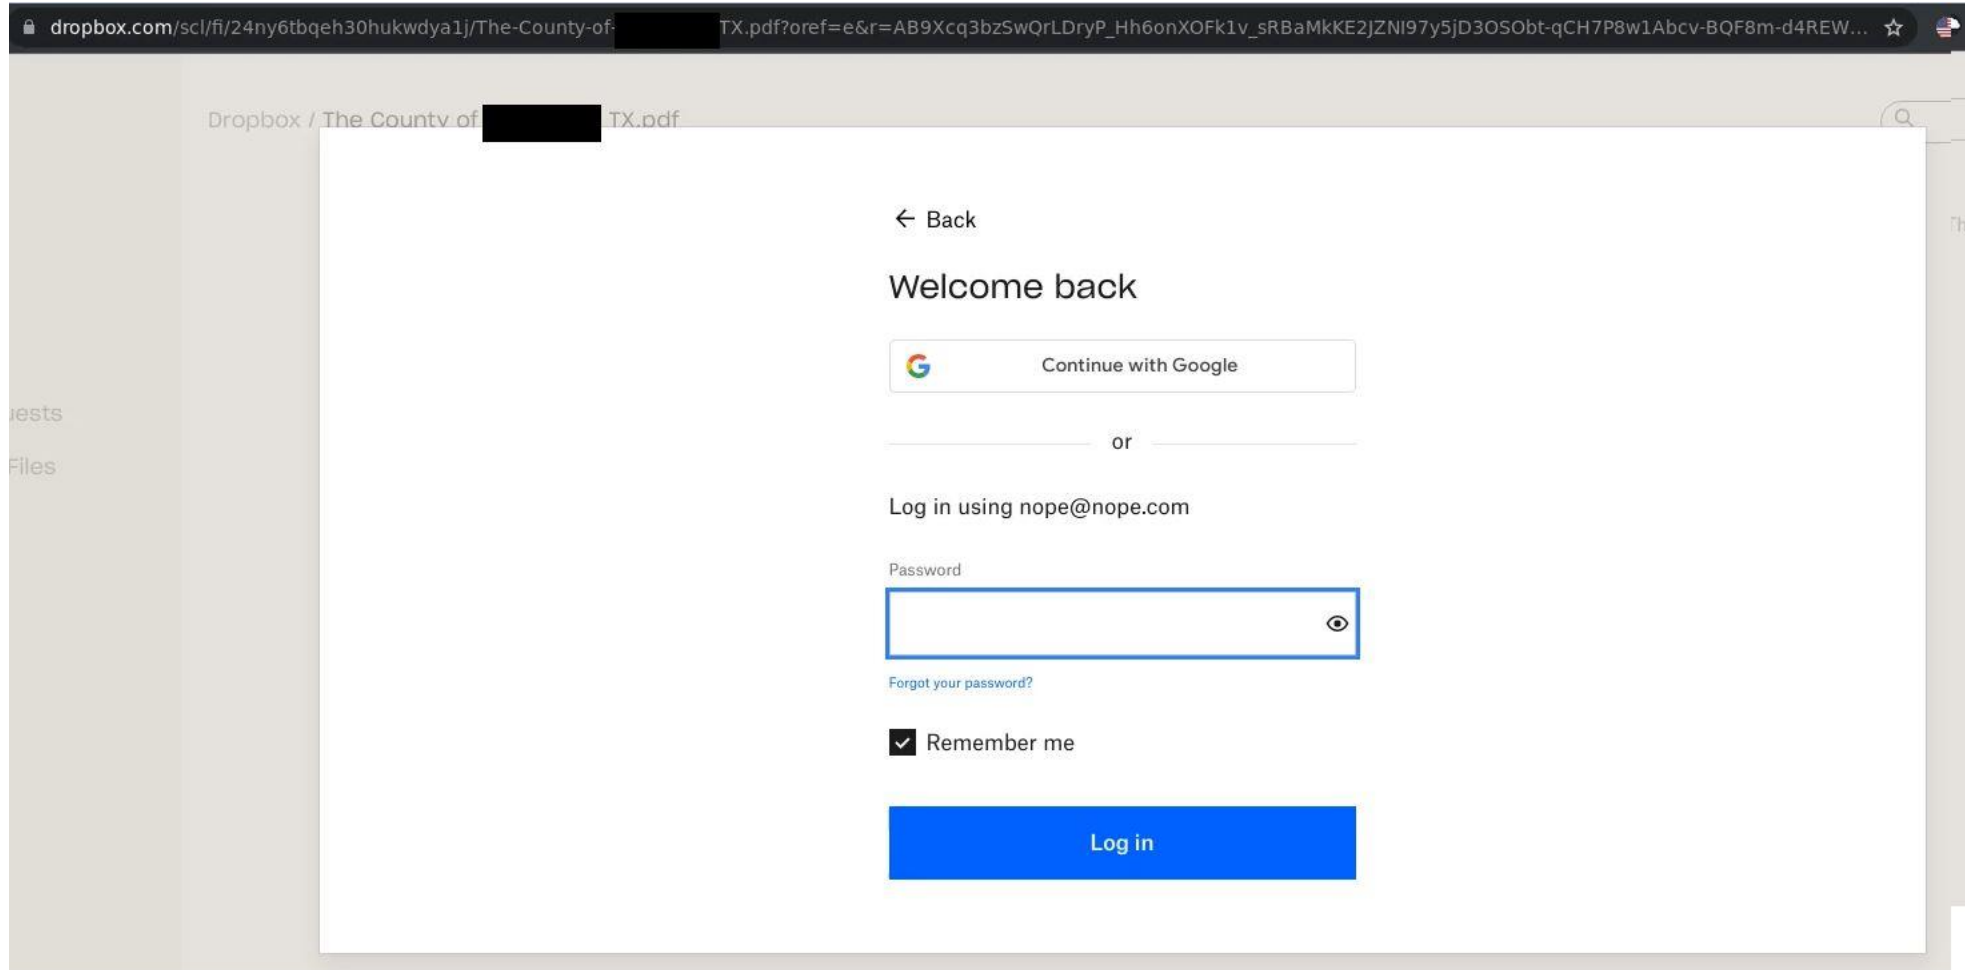 dropbox.com/scl/fi/24ny6tbqeh30hukwdya1j/The-County-of- TX.pdf?oref=e&r=AB9Xcq3bzSwQrLDryP_Hh6onXOFk1v_sRBaMkKE2JZNI97y5jD3OSObt-qCH7P8w1Abcv-BQF8m-d4REW...
Dropbox / The County of TX.pdf
← Back
Th
Welcome back
G Continue with Google
uests
or
Files
Log in using nope@nope.com
Password
Forgot your password?
Remember me
Log in